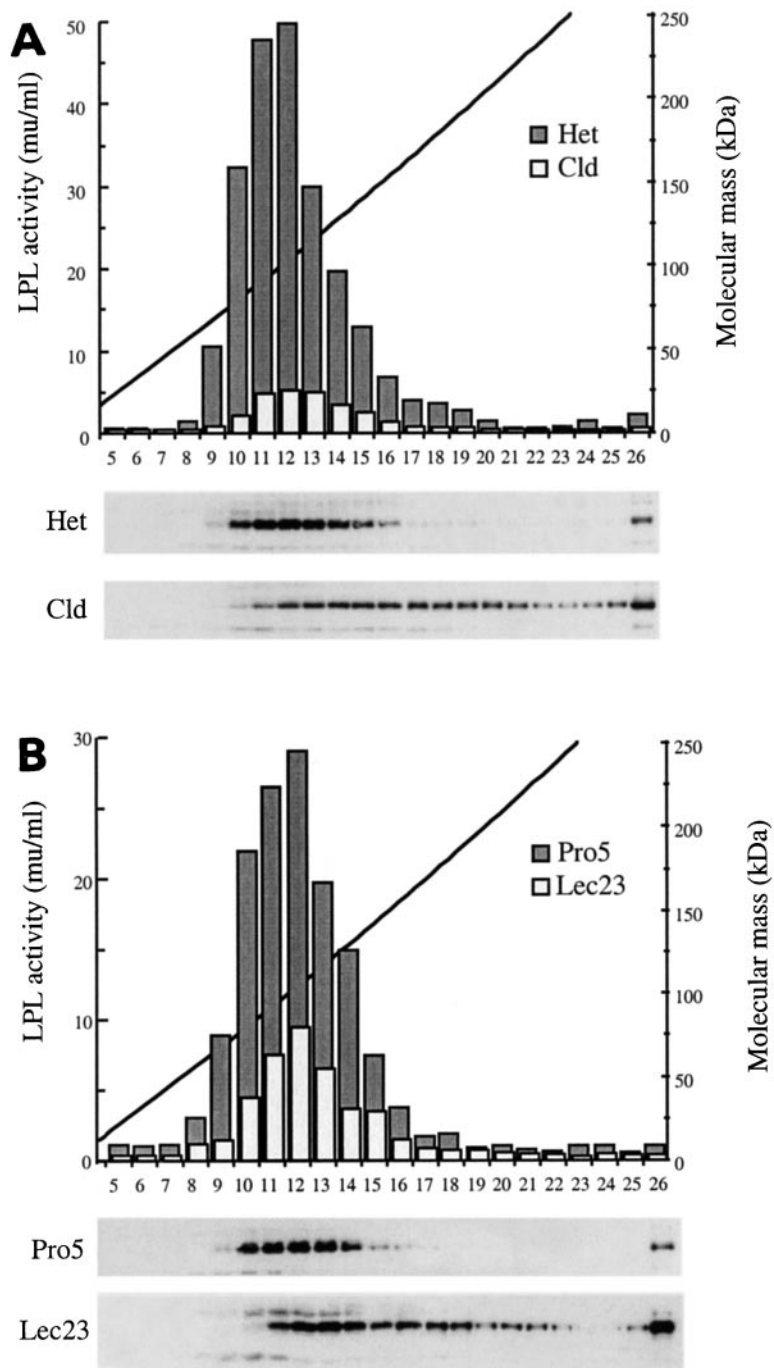 A
LPL activity (mu/ml)
50
40
30
20
10
0
Het
Cld
250
200
150
100
50
0
Molecular mass (kDa)
5 6 7 8 9 10 11 12 13 14 15 16 17 18 19 20 21 22 23 24 25 26
Het
Cld
B
LPL activity (mu/ml)
30
20
10
0
Pro5
Lec23
250
200
150
100
50
0
Molecular mass (kDa)
5 6 7 8 9 10 11 12 13 14 15 16 17 18 19 20 21 22 23 24 25 26
Pro5
Lec23